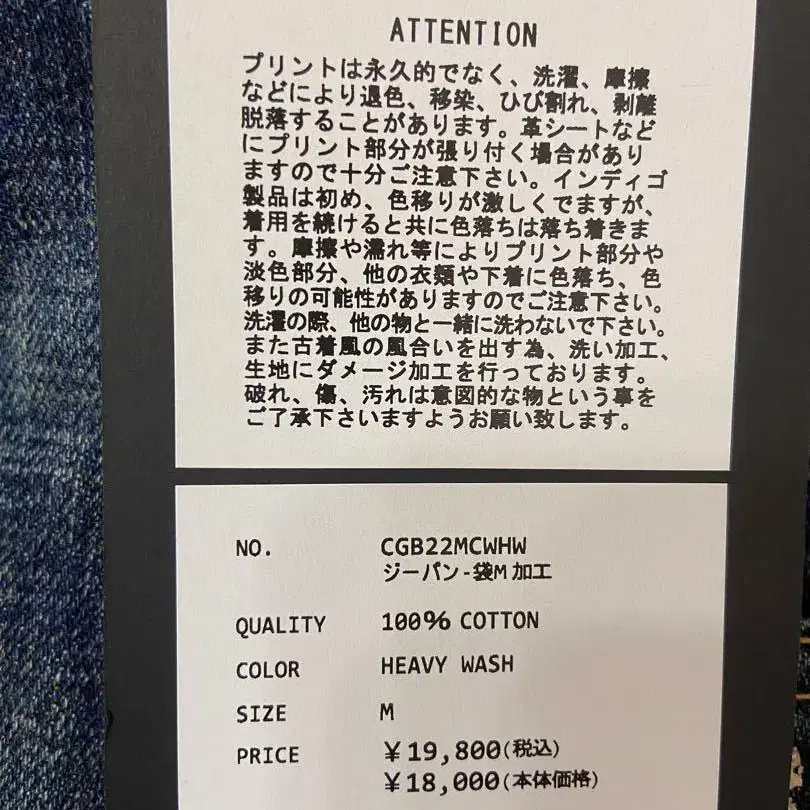 ATTENTION
プリントは永久的でなく、洗濯、摩擦
などにより退色、移染、ひび割れ、剥離
脱落することがあります。革シートなど
にプリント部分が張り付く場合があり
ますので十分ご注意下さい。インディゴ
製品は初め、色移りが激しくでますが、
着用を続けると共に色落ちは落ち着きま
す。摩擦や濡れ等によりプリント部分や
淡色部分、他の衣類や下着に色落ち、色
移りの可能性がありますのでご注意下さい。
洗濯の際、他の物と一緒に洗わないで下さい。
また古着風の風合いを出す為、洗い加工、
生地にダメージ加工を行っております。
破れ、傷、汚れは意図的な物という事を
ご了承下さいますようお願い致します。
NO. CGB22MCWHW
ジーパン-袋M加工
QUALITY 100% COTTON
COLOR HEAVY WASH
SIZE M
PRICE ¥19,800(税込)
¥18,000(本体価格)